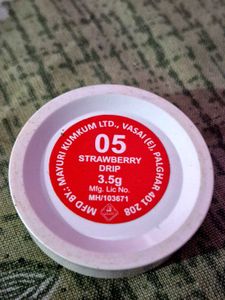 05
STRAWBERRY
DRIP
3.5g
Mfg. Lic No.
MH/103671
MFD BY.: MAYURI KUMKUM LTD., VASAI (E), PALGHAR 401 208